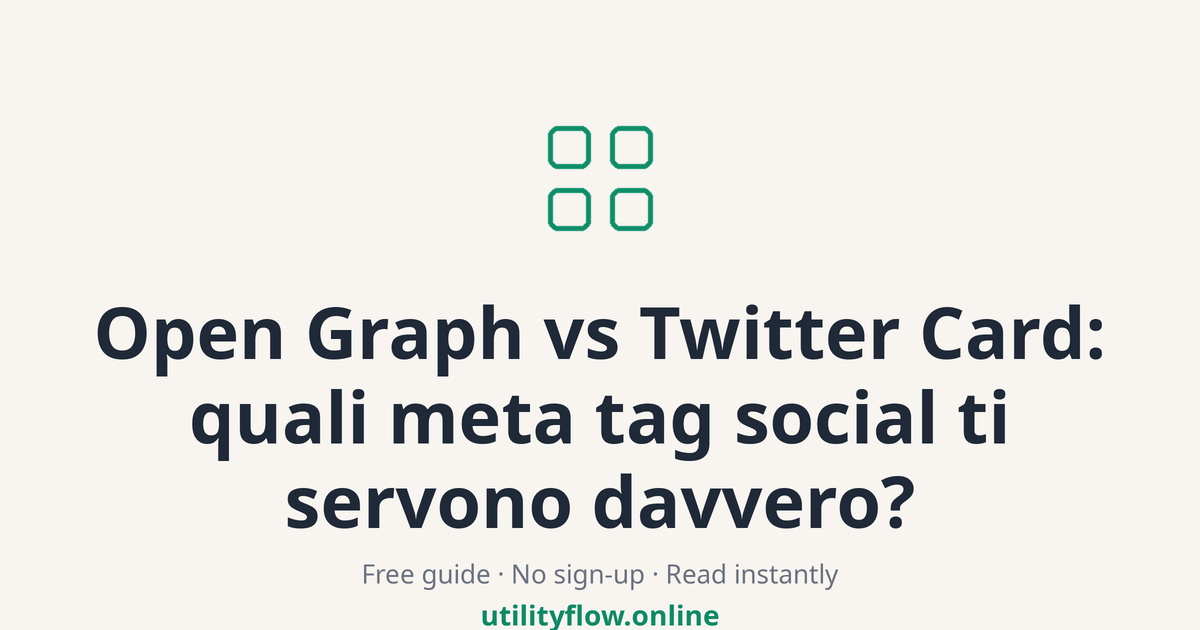 Open Graph vs Twitter Card:
quali meta tag social ti
servono davvero?
Free guide · No sign-up · Read instantly
utilityflow.online